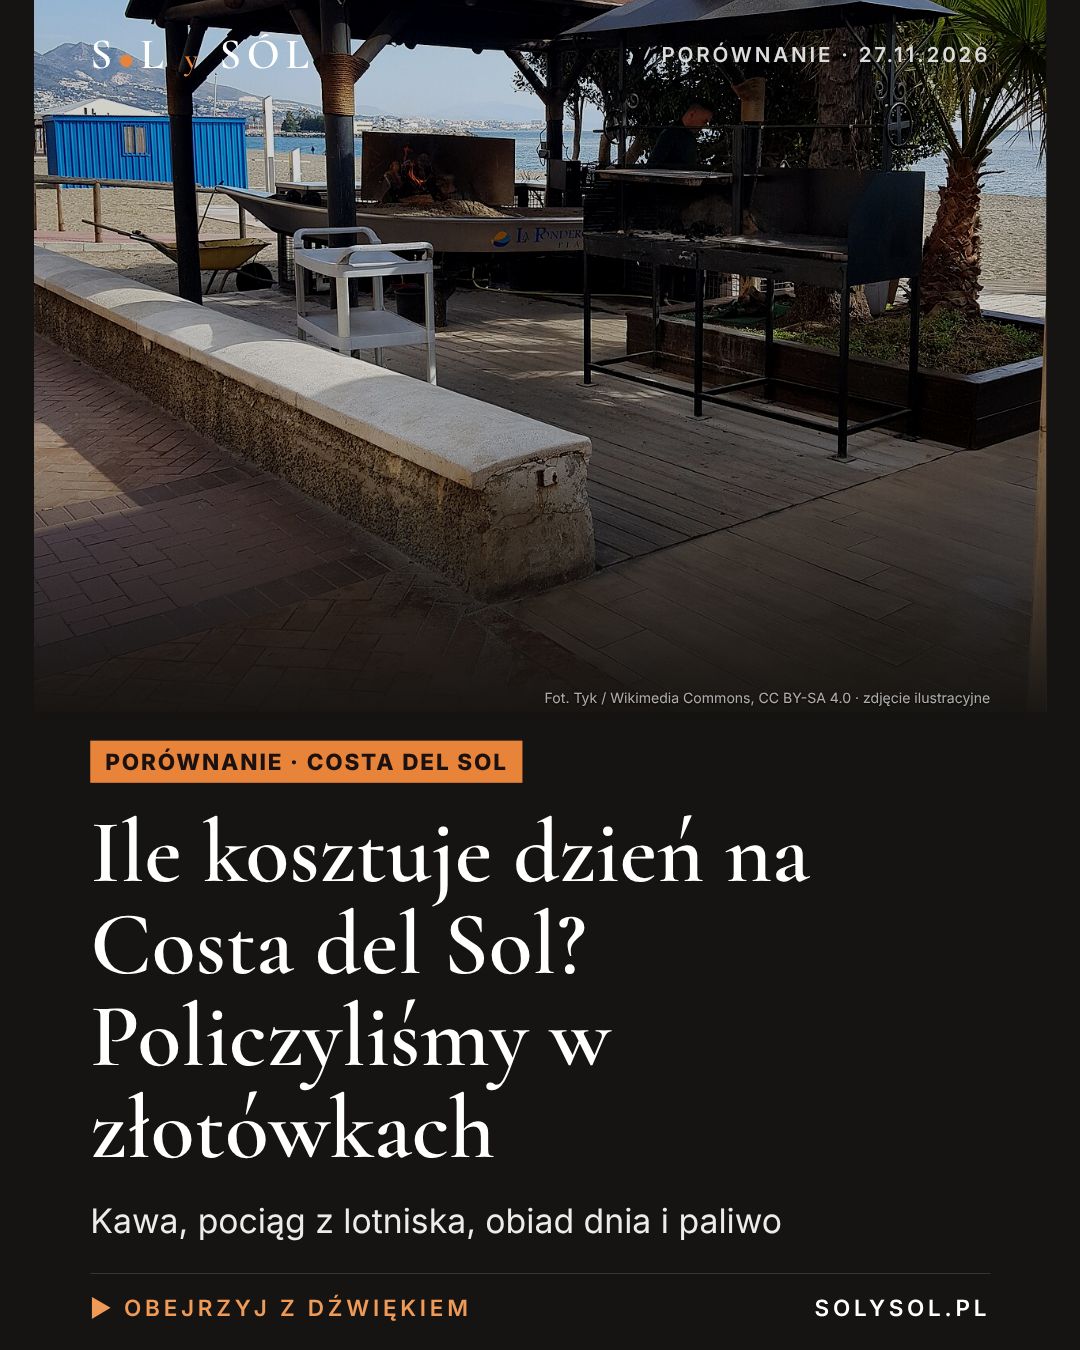 S●L y SÓL
PORÓWNANIE · 27.11.2026
Fot. Tyk / Wikimedia Commons, CC BY-SA 4.0 · zdjęcie ilustracyjne
PORÓWNANIE · COSTA DEL SOL
Ile kosztuje dzień na
Costa del Sol?
Policzyliśmy w
złotówkach
Kawa, pociąg z lotniska, obiad dnia i paliwo
▶ OBEJRZYJ Z DŹWIĘKIEM
SOLYSOL.PL